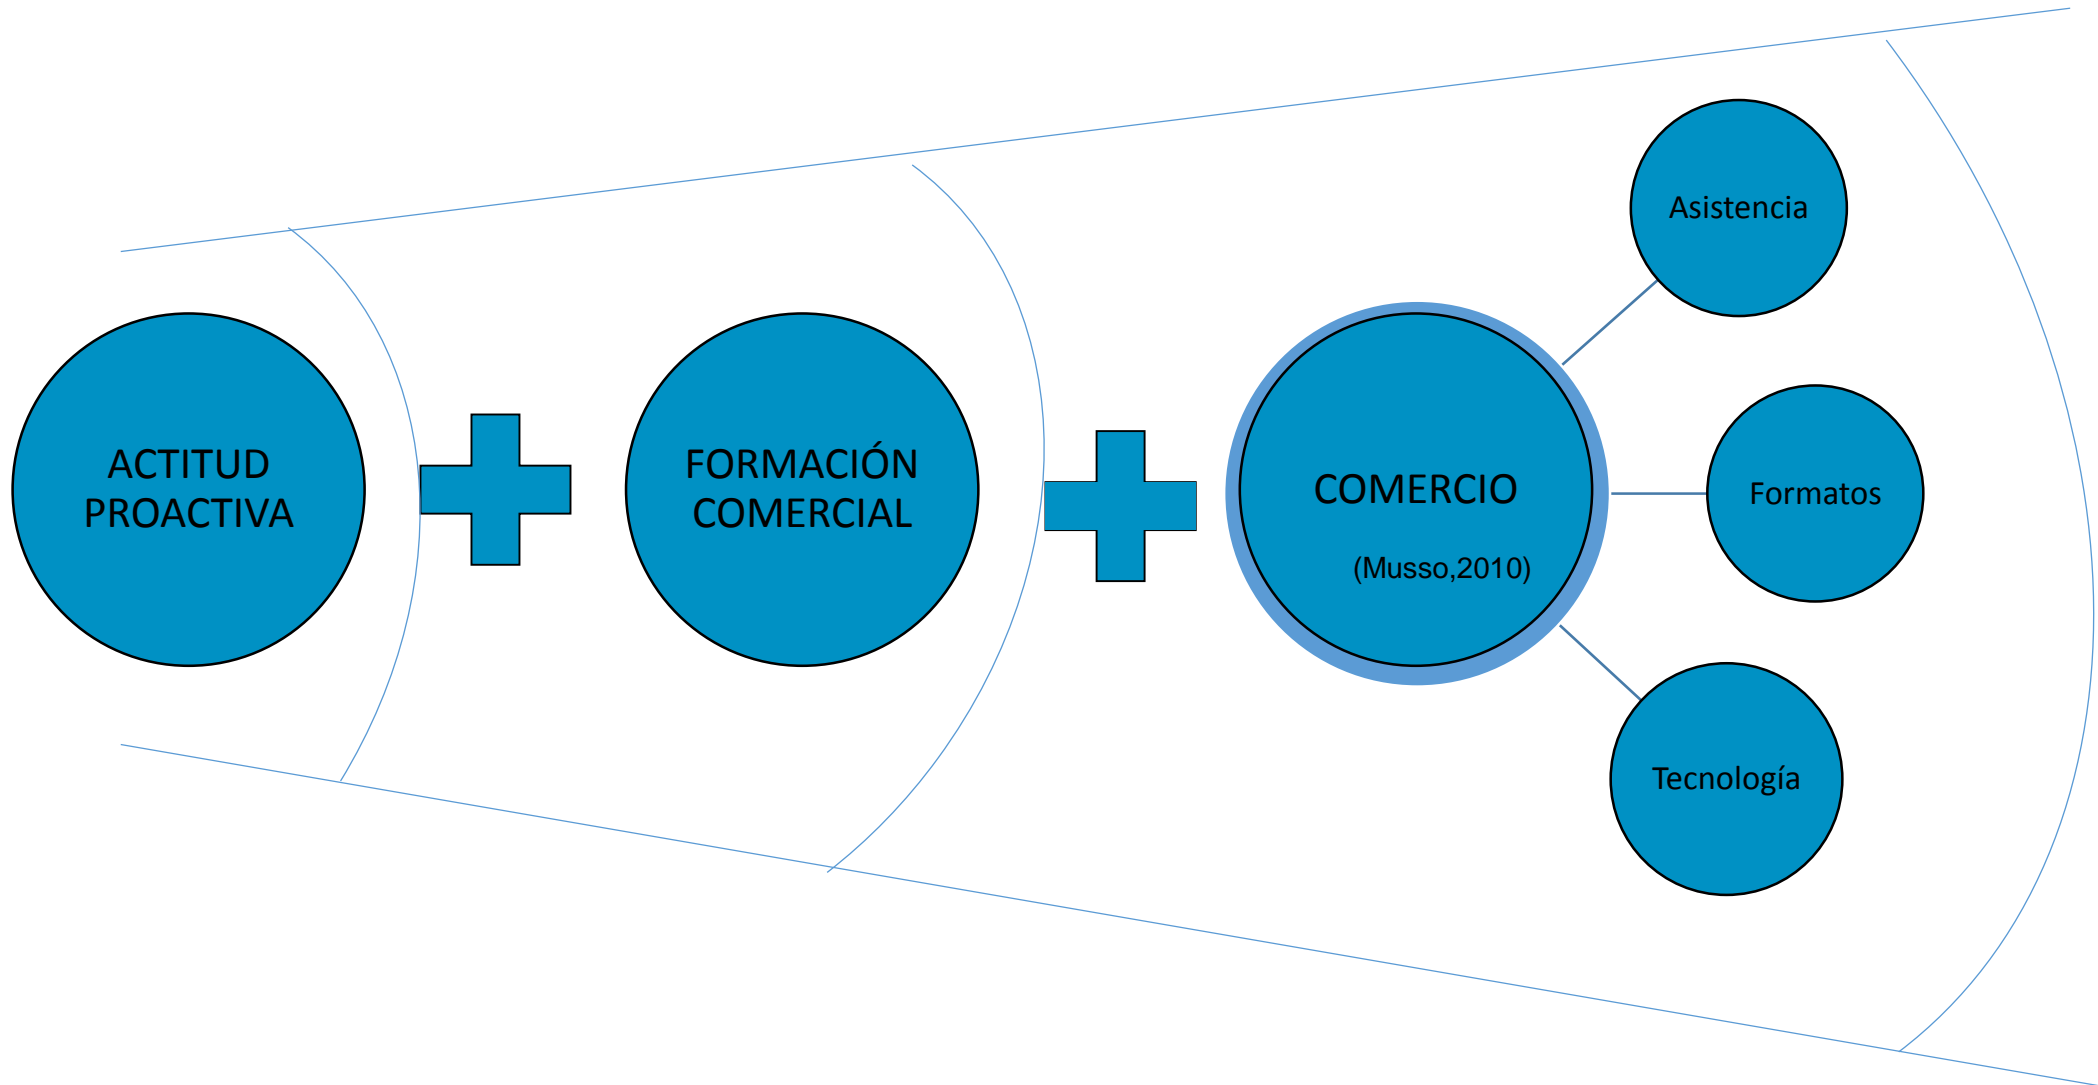 ACTITUD
PROACTIVA
FORMACIÓN
COMERCIAL
COMERCIO
(Musso,2010)
Asistencia
Formatos
Tecnología